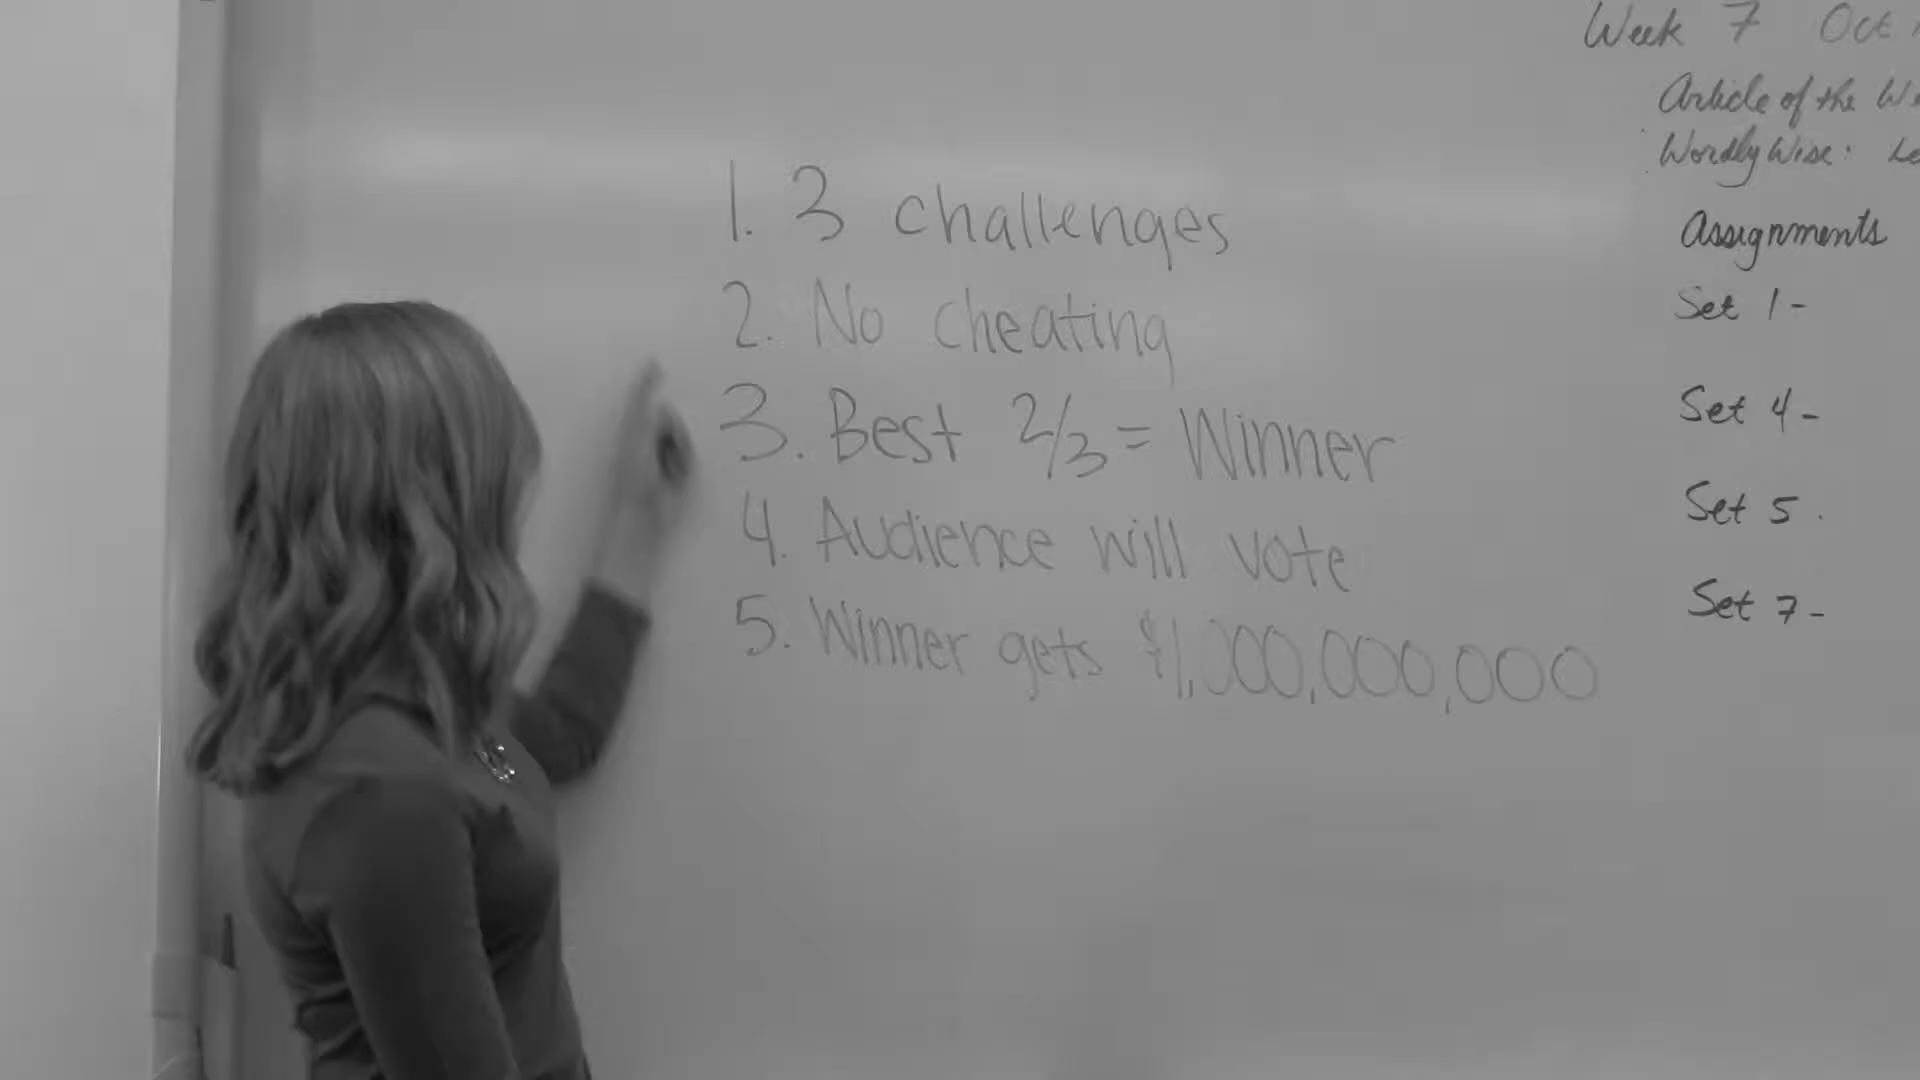 1. 3 challenges
2. No cheating
3. Best 2/3 = Winner
4. Audience will vote
5. Winner gets $1,000,000,000
Week 7 Oct
Article of the
Wordly Wise:
Assignments
Set 1-
Set 4-
Set 5.
Set 7-